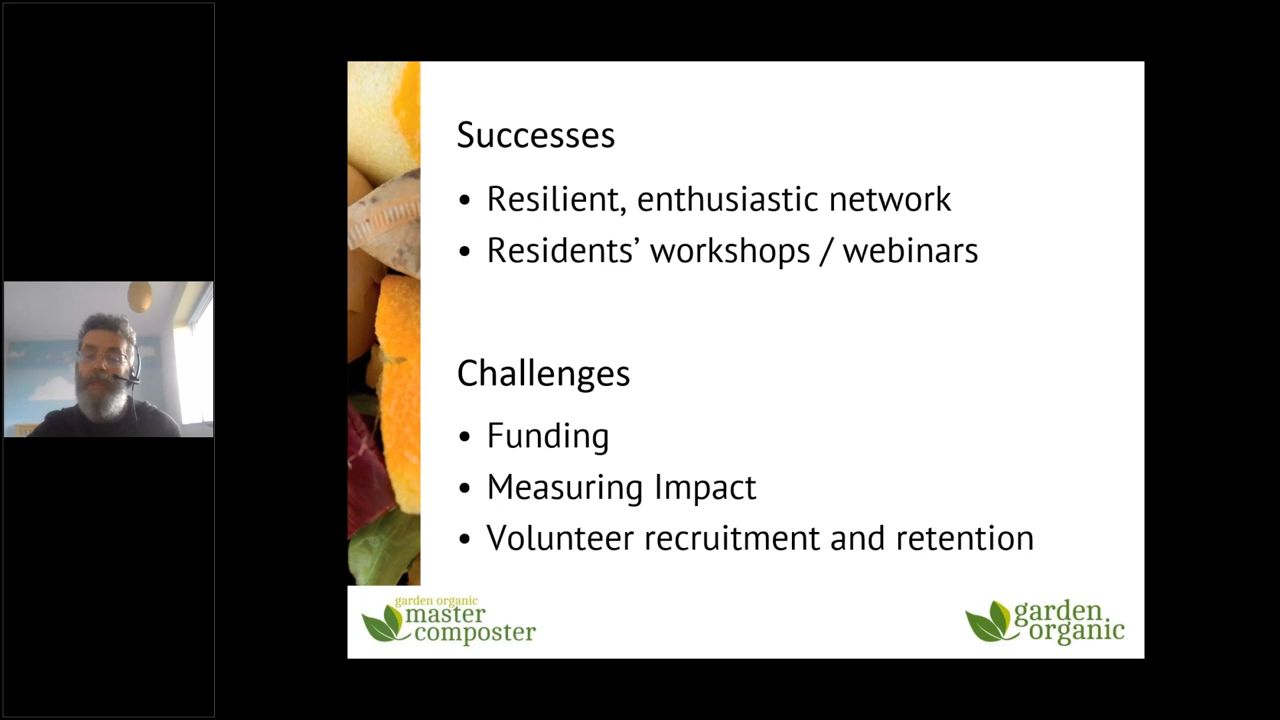 Successes
• Resilient, enthusiastic network
• Residents’ workshops / webinars
Challenges
• Funding
• Measuring Impact
• Volunteer recruitment and retention
garden organic
master
composter
garden
organic